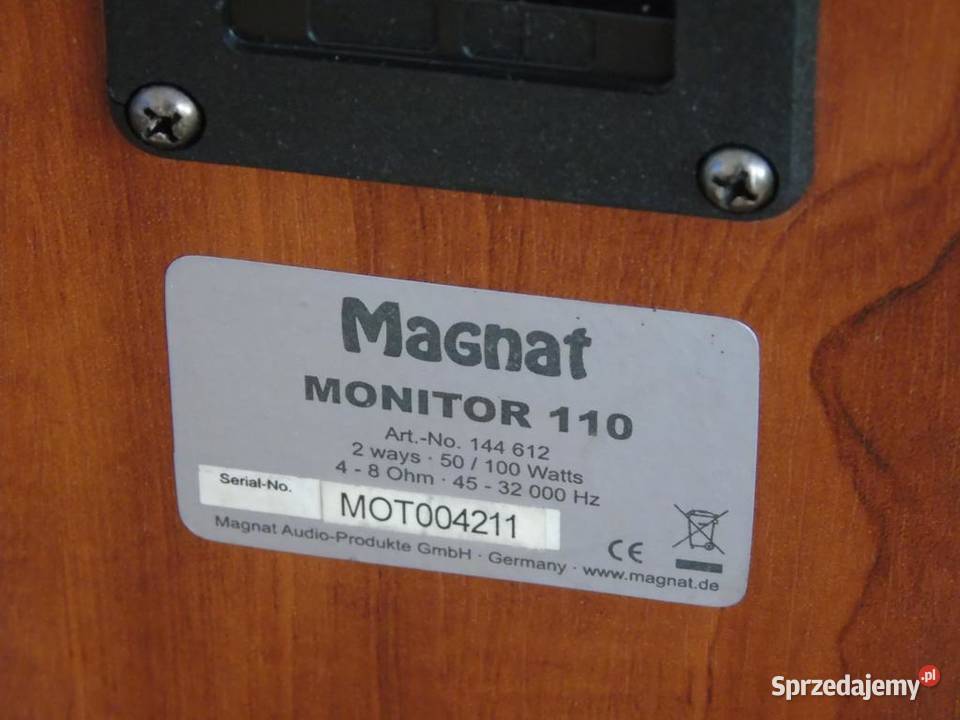 Magnat
MONITOR 110
Art.-No. 144 612
2 ways · 50 / 100 Watts
4 - 8 Ohm · 45 - 32 000 Hz
Serial-No. MOT004211
Magnat Audio-Produkte GmbH · Germany · www.magnat.de
CE
Sprzedajemy.pl